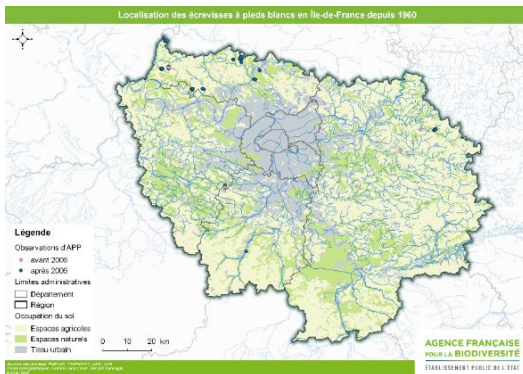 Localisation des écrevisses à pieds blancs en Île-de-France depuis 1960
Légende
Observations d'APP
avant 2006
après 2006
Limites administratives
Département
Région
Occupation du sol
Espaces agricoles
Espaces naturels
Tissu urbain
0 10 20 km
AGENCE FRANÇAISE
POUR LA BIODIVERSITÉ
ÉTABLISSEMENT PUBLIC DE L'ÉTAT